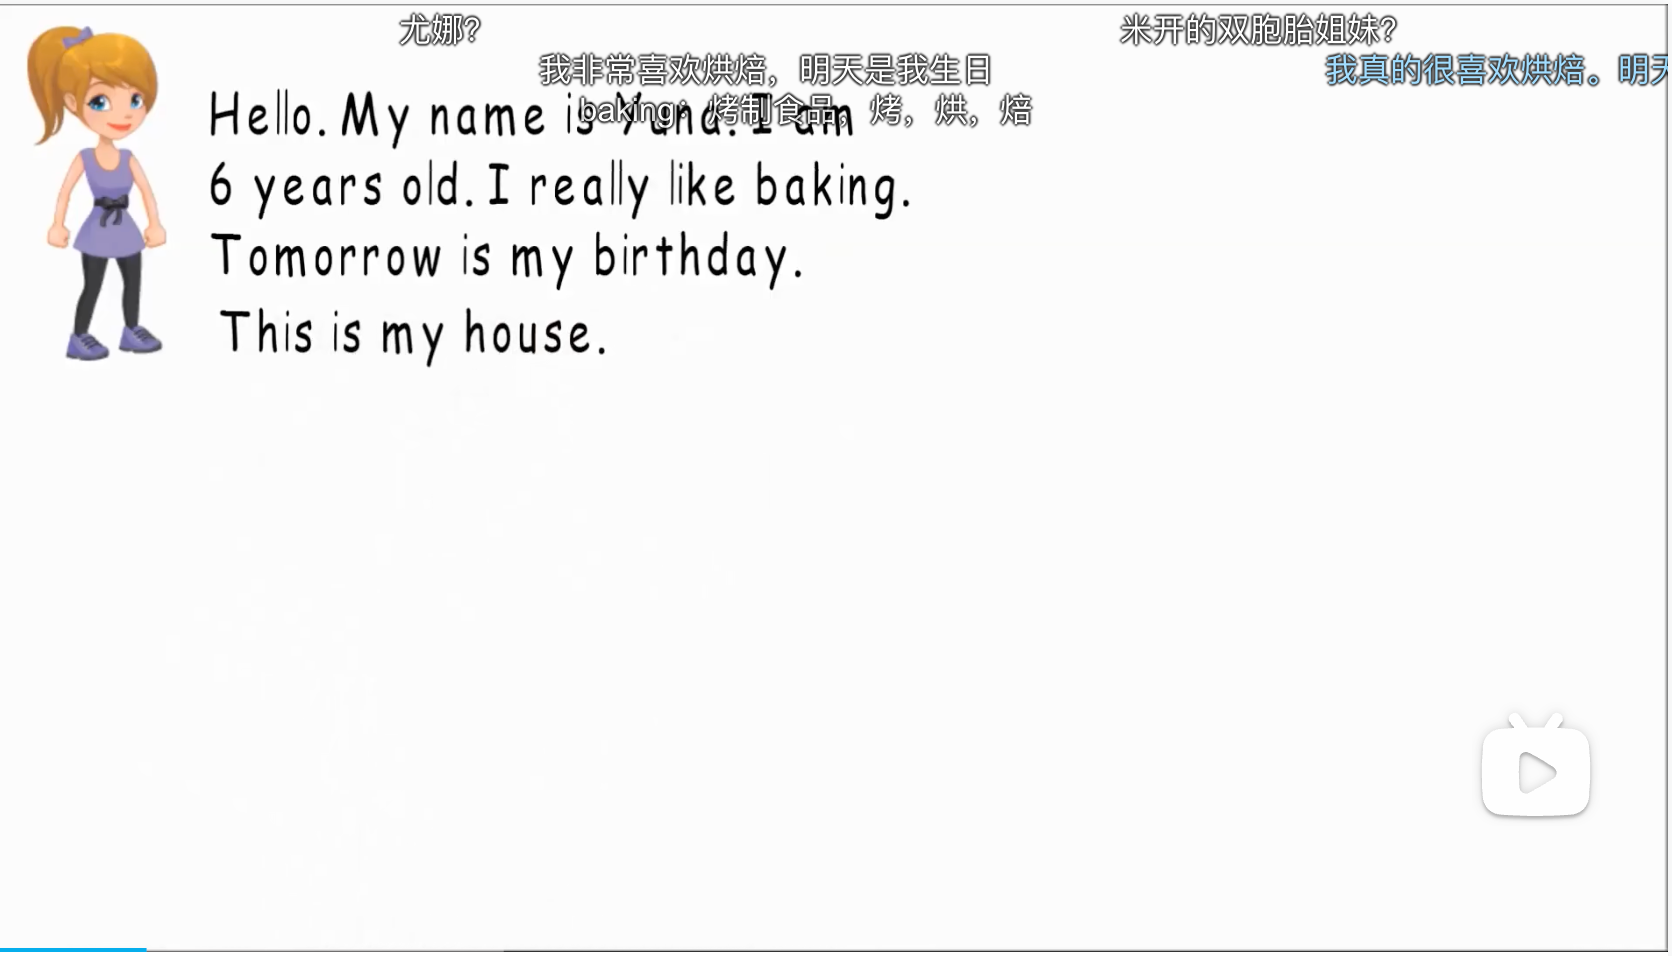 尤娜？
米开的双胞胎姐妹？
我非常喜欢烘焙，明天是我生日
我真的很喜欢烘焙。明天
baking：烤制食品，烤，烘，焙
Hello. My name is Yuna. I am
6 years old. I really like baking.
Tomorrow is my birthday.
This is my house.